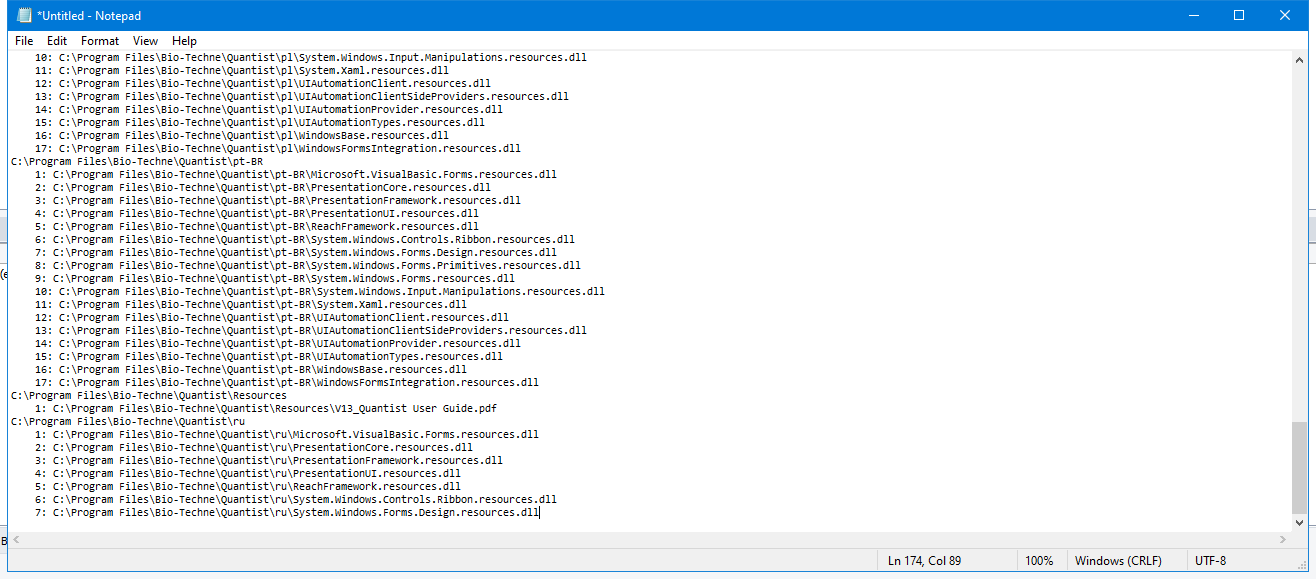 *Untitled - Notepad
File Edit Format View Help
10: C:\Program Files\Bio-Techne\Quantist\pl\System.Windows.Input.Manipulations.resources.dll
11: C:\Program Files\Bio-Techne\Quantist\pl\System.Xaml.resources.dll
12: C:\Program Files\Bio-Techne\Quantist\pl\UIAutomationClient.resources.dll
13: C:\Program Files\Bio-Techne\Quantist\pl\UIAutomationClientSideProviders.resources.dll
14: C:\Program Files\Bio-Techne\Quantist\pl\UIAutomationProvider.resources.dll
15: C:\Program Files\Bio-Techne\Quantist\pl\UIAutomationTypes.resources.dll
16: C:\Program Files\Bio-Techne\Quantist\pl\WindowsBase.resources.dll
17: C:\Program Files\Bio-Techne\Quantist\pl\WindowsFormsIntegration.resources.dll
C:\Program Files\Bio-Techne\Quantist\pt-BR
1: C:\Program Files\Bio-Techne\Quantist\pt-BR\Microsoft.VisualBasic.Forms.resources.dll
2: C:\Program Files\Bio-Techne\Quantist\pt-BR\PresentationCore.resources.dll
3: C:\Program Files\Bio-Techne\Quantist\pt-BR\PresentationFramework.resources.dll
4: C:\Program Files\Bio-Techne\Quantist\pt-BR\PresentationUI.resources.dll
5: C:\Program Files\Bio-Techne\Quantist\pt-BR\ReachFramework.resources.dll
6: C:\Program Files\Bio-Techne\Quantist\pt-BR\System.Windows.Controls.Ribbon.resources.dll
7: C:\Program Files\Bio-Techne\Quantist\pt-BR\System.Windows.Forms.Design.resources.dll
8: C:\Program Files\Bio-Techne\Quantist\pt-BR\System.Windows.Forms.Primitives.resources.dll
9: C:\Program Files\Bio-Techne\Quantist\pt-BR\System.Windows.Forms.resources.dll
10: C:\Program Files\Bio-Techne\Quantist\pt-BR\System.Windows.Input.Manipulations.resources.dll
11: C:\Program Files\Bio-Techne\Quantist\pt-BR\System.Xaml.resources.dll
12: C:\Program Files\Bio-Techne\Quantist\pt-BR\UIAutomationClient.resources.dll
13: C:\Program Files\Bio-Techne\Quantist\pt-BR\UIAutomationClientSideProviders.resources.dll
14: C:\Program Files\Bio-Techne\Quantist\pt-BR\UIAutomationProvider.resources.dll
15: C:\Program Files\Bio-Techne\Quantist\pt-BR\UIAutomationTypes.resources.dll
16: C:\Program Files\Bio-Techne\Quantist\pt-BR\WindowsBase.resources.dll
17: C:\Program Files\Bio-Techne\Quantist\pt-BR\WindowsFormsIntegration.resources.dll
C:\Program Files\Bio-Techne\Quantist\Resources
1: C:\Program Files\Bio-Techne\Quantist\Resources\V13_Quantist User Guide.pdf
C:\Program Files\Bio-Techne\Quantist\ru
1: C:\Program Files\Bio-Techne\Quantist\ru\Microsoft.VisualBasic.Forms.resources.dll
2: C:\Program Files\Bio-Techne\Quantist\ru\PresentationCore.resources.dll
3: C:\Program Files\Bio-Techne\Quantist\ru\PresentationFramework.resources.dll
4: C:\Program Files\Bio-Techne\Quantist\ru\PresentationUI.resources.dll
5: C:\Program Files\Bio-Techne\Quantist\ru\ReachFramework.resources.dll
6: C:\Program Files\Bio-Techne\Quantist\ru\System.Windows.Controls.Ribbon.resources.dll
7: C:\Program Files\Bio-Techne\Quantist\ru\System.Windows.Forms.Design.resources.dll
Ln 174, Col 89 100% Windows (CRLF) UTF-8